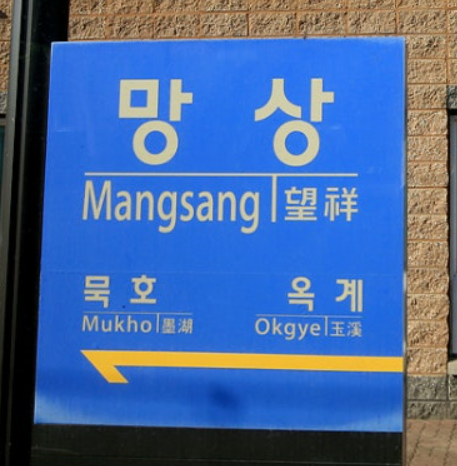 망 상
Mangsang 望祥
묵 호 옥 계
Mukho 墨湖 Okgye 玉溪